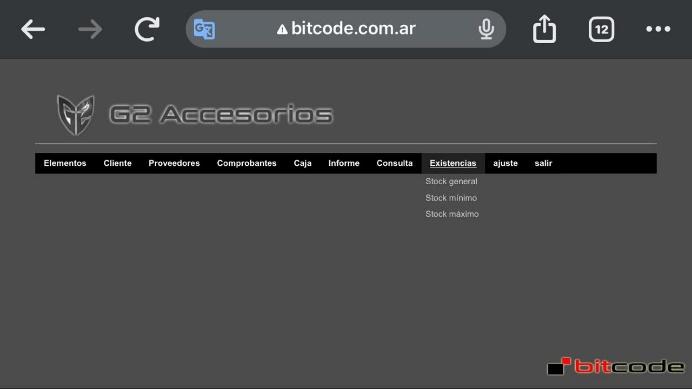 bitcode.com.ar
12
G2 Accesorios
Elementos Cliente Proveedores Comprobantes Caja Informe Consulta Existencias ajuste salir
Stock general
Stock mínimo
Stock máximo
bitcode